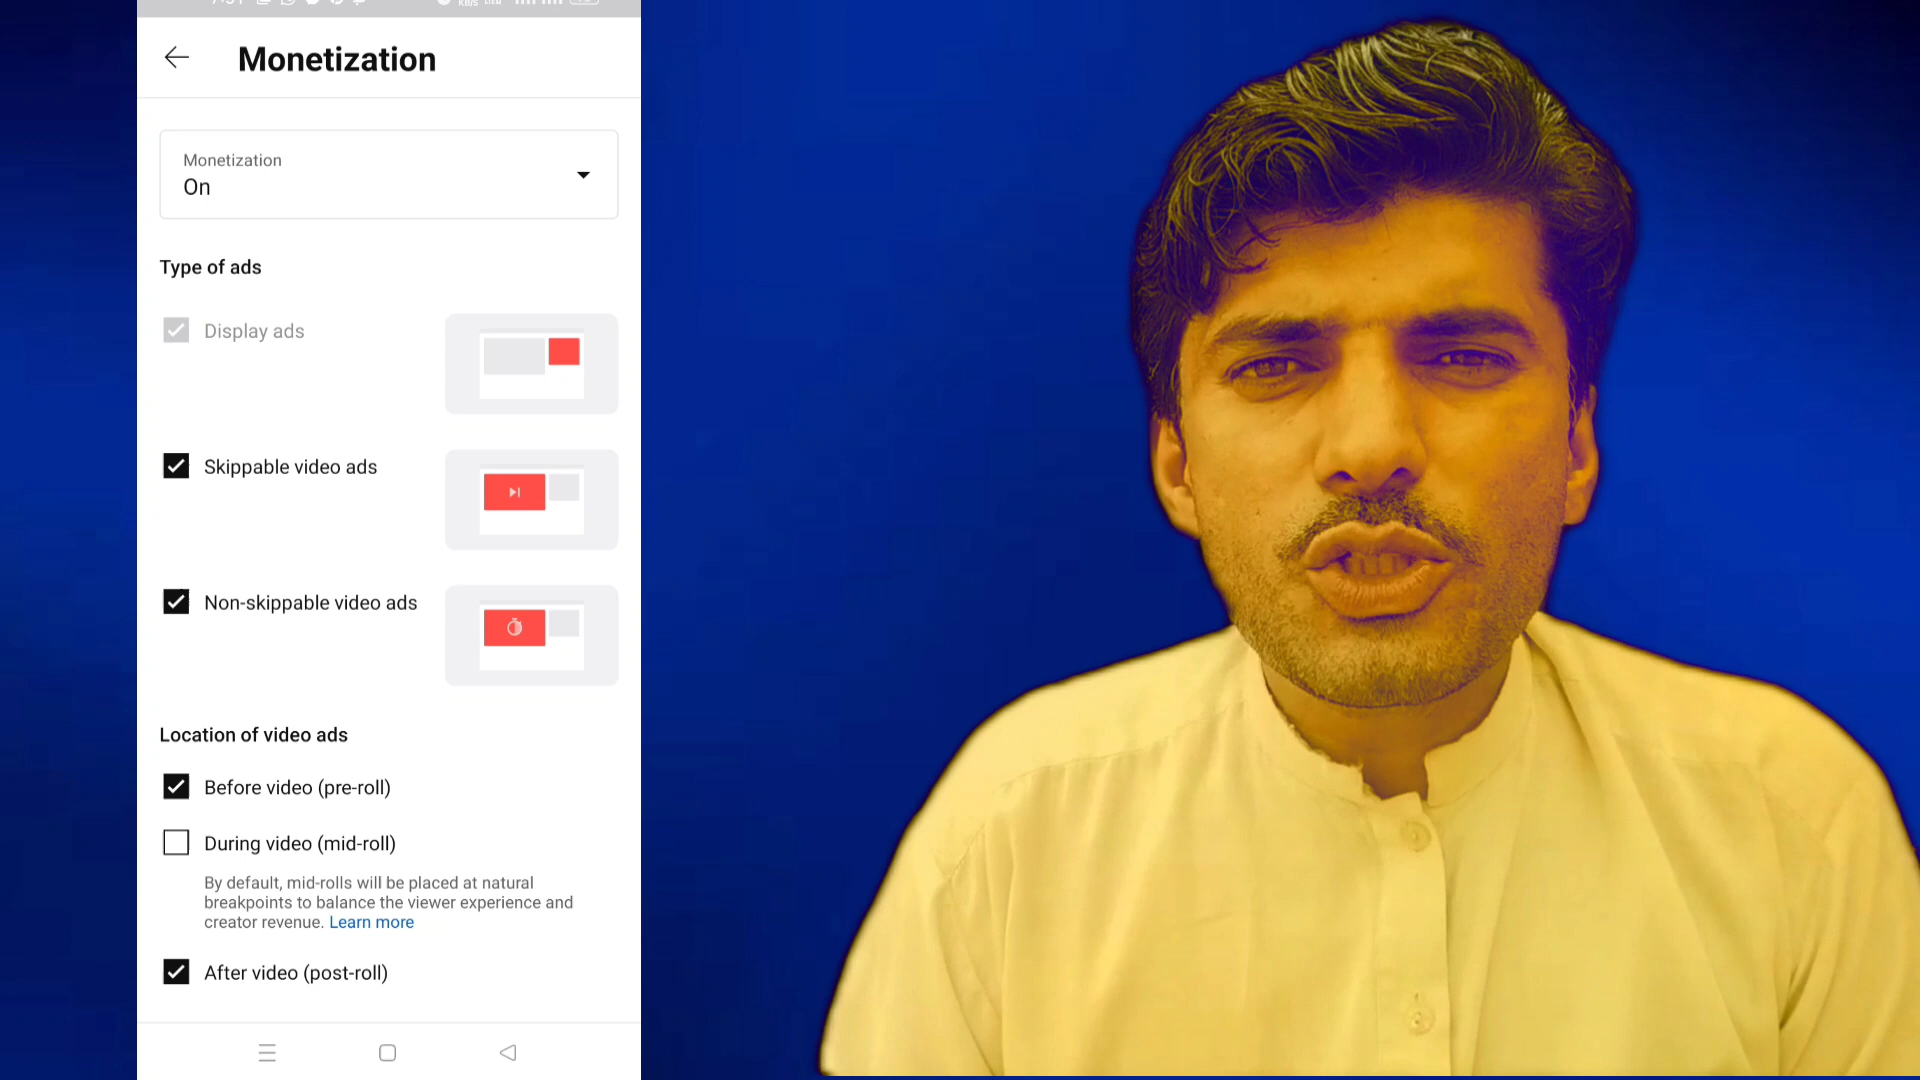 Monetization
Monetization
On
Type of ads
Display ads
Skippable video ads
Non-skippable video ads
Location of video ads
Before video (pre-roll)
During video (mid-roll)
By default, mid-rolls will be placed at natural
breakpoints to balance the viewer experience and
creator revenue. Learn more
After video (post-roll)